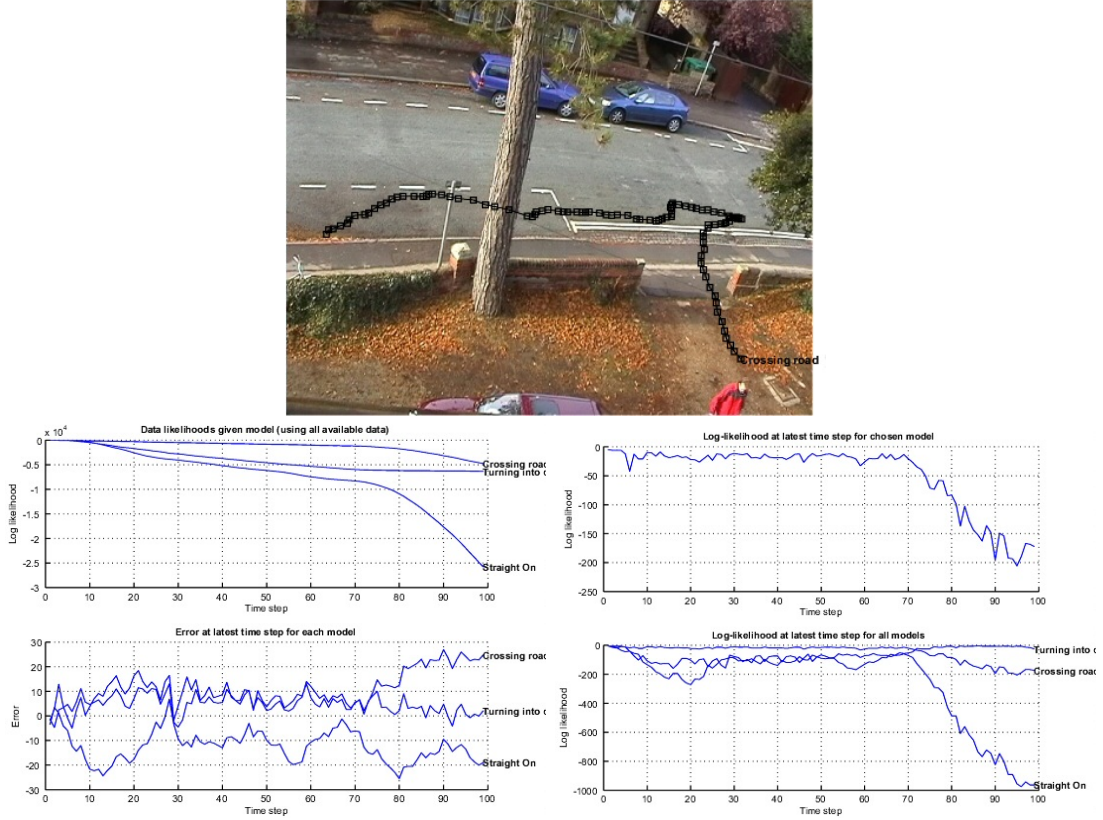 Crossing road
Data likelihoods given model (using all available data)
x 10
4
0
-0.5
-1
-1.5
-2
-2.5
-3
Log likelihood
Crossing road
Turning into
Straight On
0 10 20 30 40 50 60 70 80 90 100
Time step
Log-likelihood at latest time step for chosen model
0
-50
-100
-150
-200
-250
Log likelihood
0 10 20 30 40 50 60 70 80 90 100
Time step
Error at latest time step for each model
30
20
10
0
-10
-20
-30
Error
Crossing road
Turning into
Straight On
0 10 20 30 40 50 60 70 80 90 100
Time step
Log-likelihood at latest time step for all models
0
-200
-400
-600
-800
-1000
Log likelihood
Turning into
Crossing road
Straight On
0 10 20 30 40 50 60 70 80 90 100
Time step